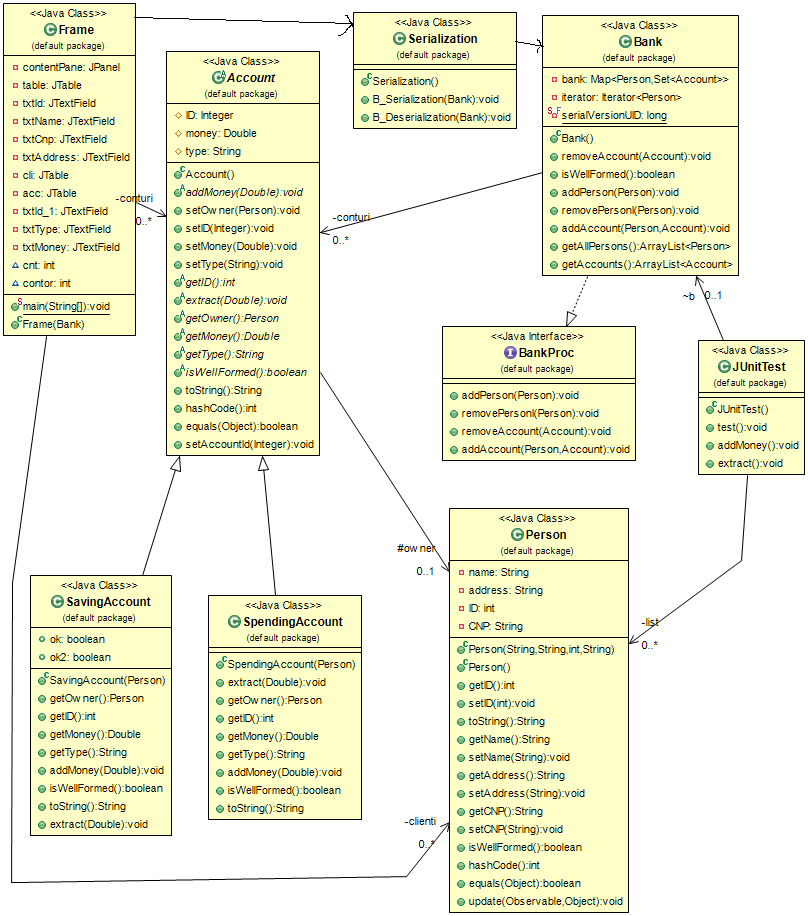 <<Java Class>>
Frame
(default package)
contentPane: JPanel
table: JTable
txtId: JTextField
txtName: JTextField
txtCnp: JTextField
txtAddress: JTextField
cli: JTable
acc: JTable
txtId_1: JTextField
txtType: JTextField
txtMoney: JTextField
cnt: int
contor: int
main(String[]):void
Frame(Bank)
<<Java Class>>
Account
(default package)
ID: Integer
money: Double
type: String
Account()
addMoney(Double):void
setOwner(Person):void
setID(Integer):void
setMoney(Double):void
setType(String):void
getID():int
extract(Double):void
getOwner():Person
getMoney():Double
getType():String
isWellFormed():boolean
toString():String
hashCode():int
equals(Object):boolean
setAccountId(Integer):void
<<Java Class>>
Serialization
(default package)
Serialization()
B_Serialization(Bank):void
B_Deserialization(Bank):void
<<Java Class>>
Bank
(default package)
bank: Map<Person,Set<Account>>
iterator: Iterator<Person>
serialVersionUID: long
Bank()
removeAccount(Account):void
isWellFormed():boolean
addPerson(Person):void
removePersonI(Person):void
addAccount(Person,Account):void
getAllPersons():ArrayList<Person>
getAccounts():ArrayList<Account>
-conturi
0..*
-conturi
0..*
~b
0..1
<<Java Interface>>
BankProc
(default package)
addPerson(Person):void
removePersonI(Person):void
removeAccount(Account):void
addAccount(Person,Account):void
<<Java Class>>
JUnitTest
(default package)
JUnitTest()
test():void
addMoney():void
extract():void
#owner
0..1
-list
0..*
<<Java Class>>
Person
(default package)
name: String
address: String
ID: int
CNP: String
Person(String,String,int,String)
Person()
getID():int
setID(int):void
toString():String
getName():String
setName(String):void
getAddress():String
setAddress(String):void
getCNP():String
setCNP(String):void
isWellFormed():boolean
hashCode():int
equals(Object):boolean
update(Observable,Object):void
<<Java Class>>
SavingAccount
(default package)
ok: boolean
ok2: boolean
SavingAccount(Person)
getOwner():Person
getID():int
getMoney():Double
getType():String
addMoney(Double):void
isWellFormed():boolean
toString():String
extract(Double):void
<<Java Class>>
SpendingAccount
(default package)
SpendingAccount(Person)
extract(Double):void
getOwner():Person
getID():int
getMoney():Double
getType():String
addMoney(Double):void
isWellFormed():boolean
toString():String
-clienti
0..*